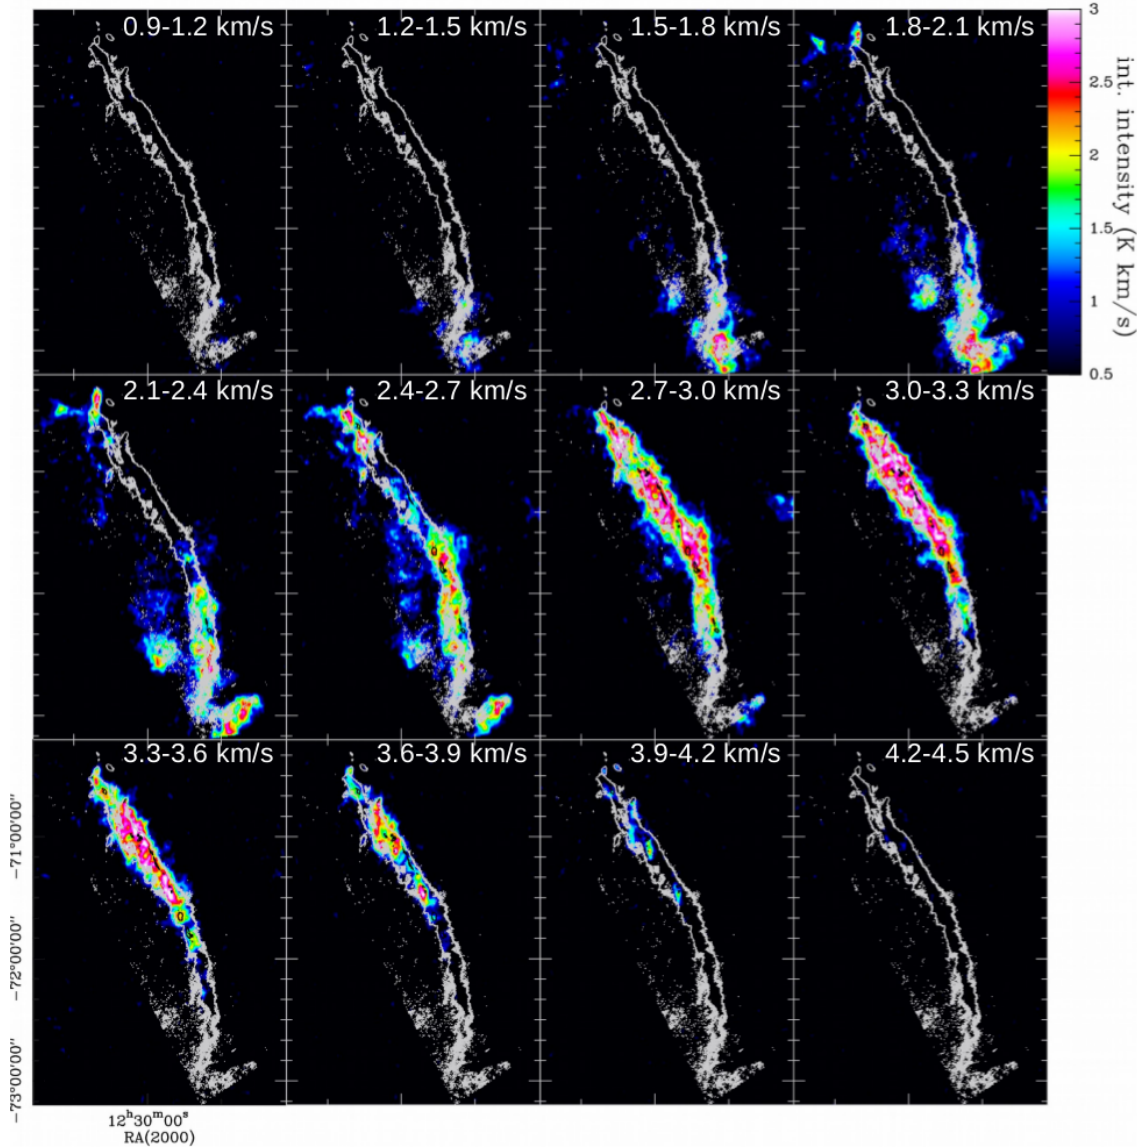 0.9-1.2 km/s
1.2-1.5 km/s
1.5-1.8 km/s
1.8-2.1 km/s
3
2.5
2
1.5
1
0.5
int. intensity (K km/s)
2.1-2.4 km/s
2.4-2.7 km/s
2.7-3.0 km/s
3.0-3.3 km/s
3.3-3.6 km/s
3.6-3.9 km/s
3.9-4.2 km/s
4.2-4.5 km/s
−71°00′00″
−72°00′00″
−73°00′00″
12ʰ30ᵐ00ˢ
RA(2000)